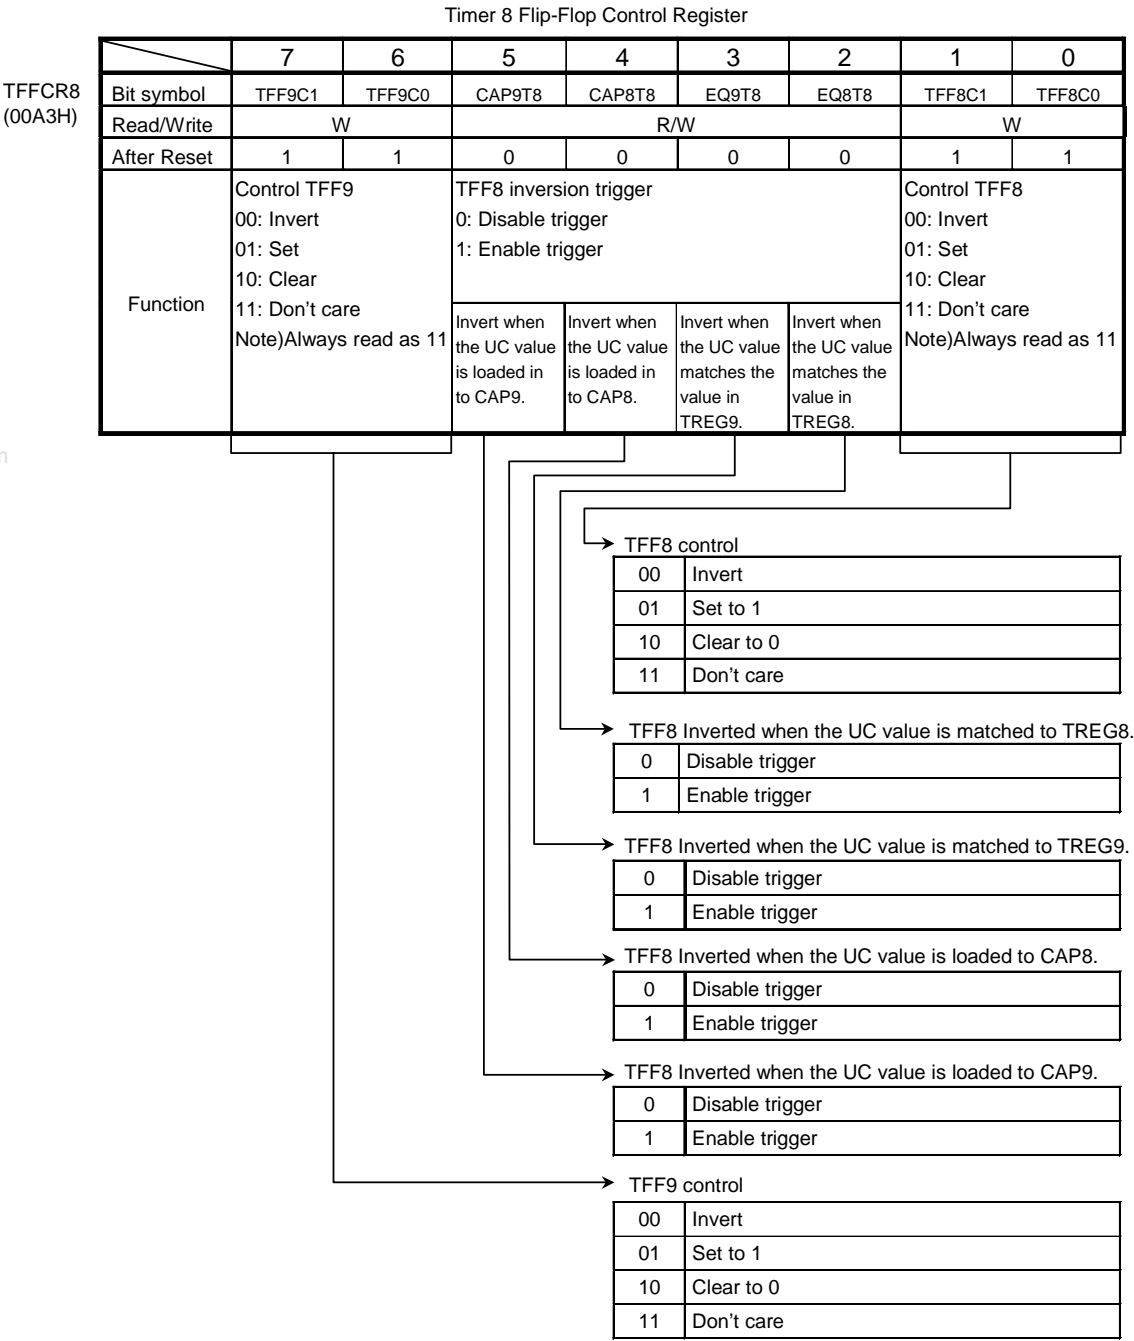 Timer 8 Flip-Flop Control Register
7 6 5 4 3 2 1 0
TFFCR8
(00A3H)
Bit symbol TFF9C1 TFF9C0 CAP9T8 CAP8T8 EQ9T8 EQ8T8 TFF8C1 TFF8C0
Read/Write W R/W W
After Reset 1 1 0 0 0 0 1 1
Function
Control TFF9
00: Invert
01: Set
10: Clear
11: Don't care
Note)Always read as 11
TFF8 inversion trigger
0: Disable trigger
1: Enable trigger
Invert when
the UC value
is loaded in
to CAP9.
Invert when
the UC value
is loaded in
to CAP8.
Invert when
the UC value
matches the
value in
TREG9.
Invert when
the UC value
matches the
value in
TREG8.
Control TFF8
00: Invert
01: Set
10: Clear
11: Don't care
Note)Always read as 11
TFF8 control
00 Invert
01 Set to 1
10 Clear to 0
11 Don't care
TFF8 Inverted when the UC value is matched to TREG8.
0 Disable trigger
1 Enable trigger
TFF8 Inverted when the UC value is matched to TREG9.
0 Disable trigger
1 Enable trigger
TFF8 Inverted when the UC value is loaded to CAP8.
0 Disable trigger
1 Enable trigger
TFF8 Inverted when the UC value is loaded to CAP9.
0 Disable trigger
1 Enable trigger
TFF9 control
00 Invert
01 Set to 1
10 Clear to 0
11 Don't care